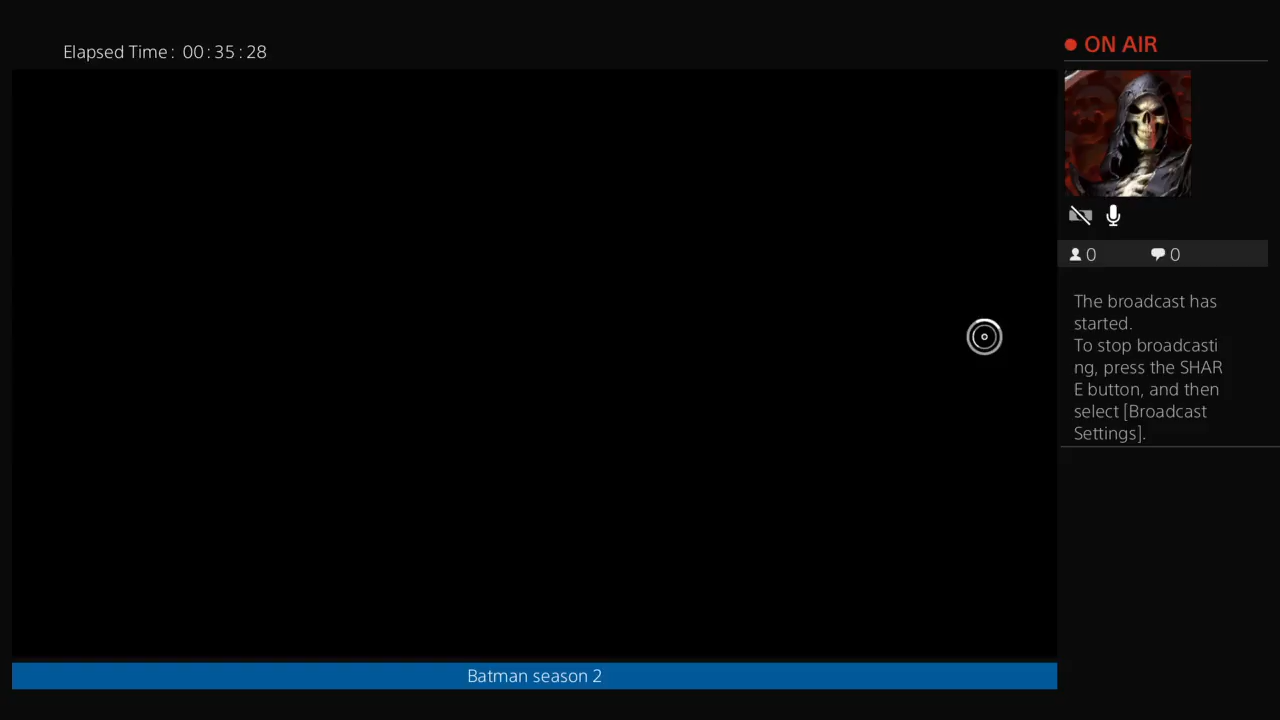 Elapsed Time: 00:35:28
ON AIR
0 0
The broadcast has
started.
To stop broadcasti
ng, press the SHAR
E button, and then
select [Broadcast
Settings].
Batman season 2